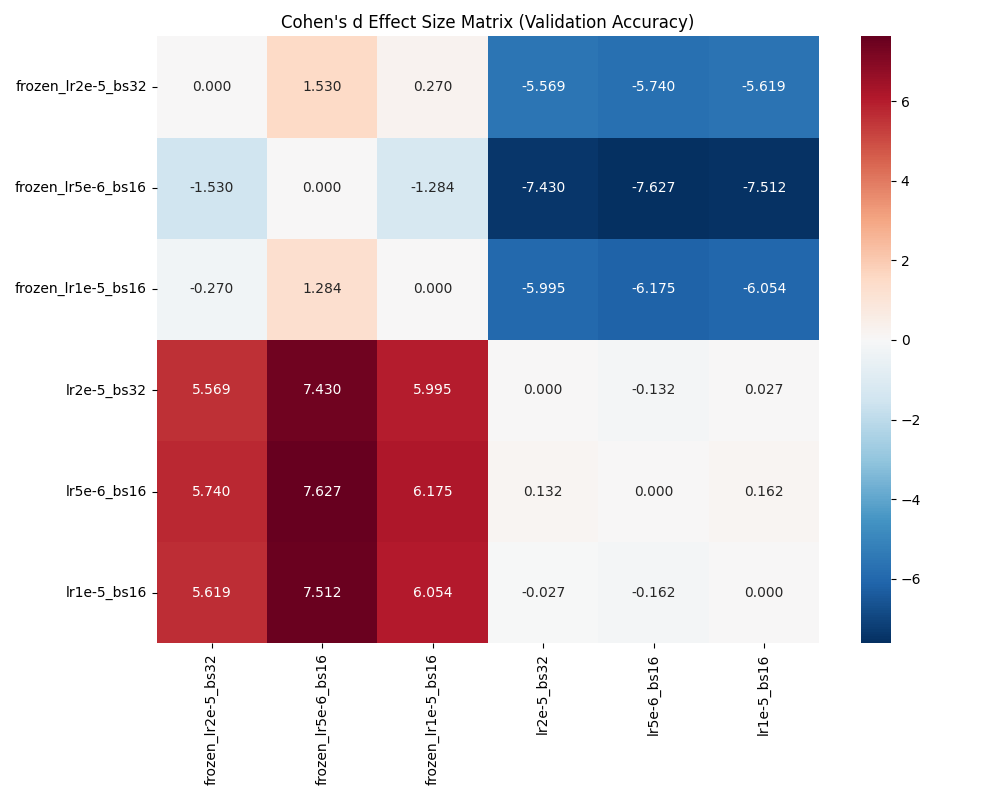 Cohen's d Effect Size Matrix (Validation Accuracy)
frozen_lr2e-5_bs32 0.000 1.530 0.270 -5.569 -5.740 -5.619
frozen_lr5e-6_bs16 -1.530 0.000 -1.284 -7.430 -7.627 -7.512
frozen_lr1e-5_bs16 -0.270 1.284 0.000 -5.995 -6.175 -6.054
lr2e-5_bs32 5.569 7.430 5.995 0.000 -0.132 0.027
lr5e-6_bs16 5.740 7.627 6.175 0.132 0.000 0.162
lr1e-5_bs16 5.619 7.512 6.054 -0.027 -0.162 0.000
frozen_lr2e-5_bs32
frozen_lr5e-6_bs16
frozen_lr1e-5_bs16
lr2e-5_bs32
lr5e-6_bs16
lr1e-5_bs16
6
4
2
0
−2
−4
−6